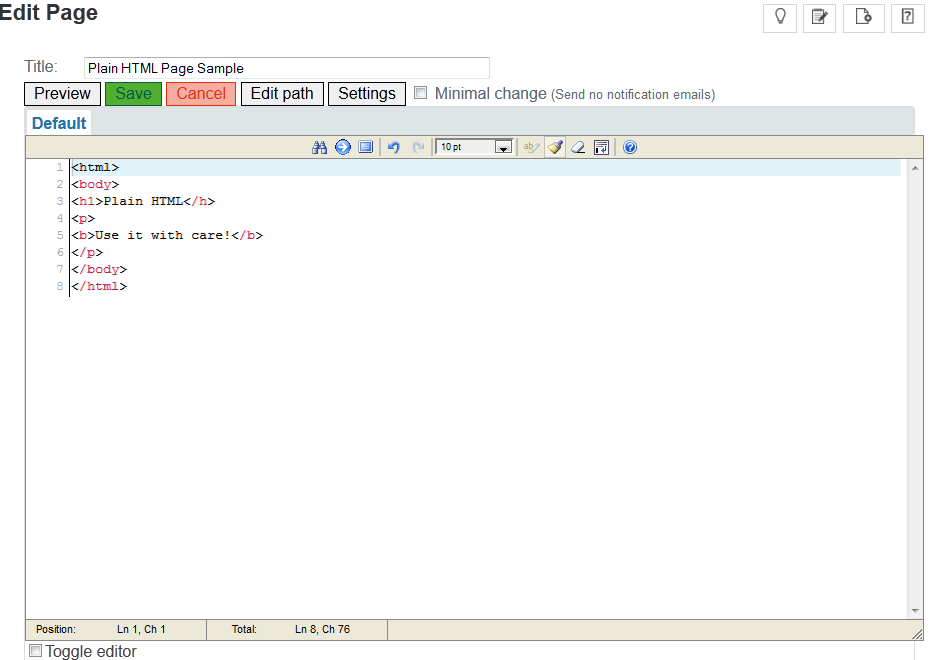 Edit Page
Title: Plain HTML Page Sample
Preview Save Cancel Edit path Settings Minimal change (Send no notification emails)
Default
10 pt
1 <html>
2 <body>
3 <h1>Plain HTML</h>
4 <p>
5 <b>Use it with care!</b>
6 </p>
7 </body>
8 </html>
Position: Ln 1, Ch 1 Total: Ln 8, Ch 76
Toggle editor